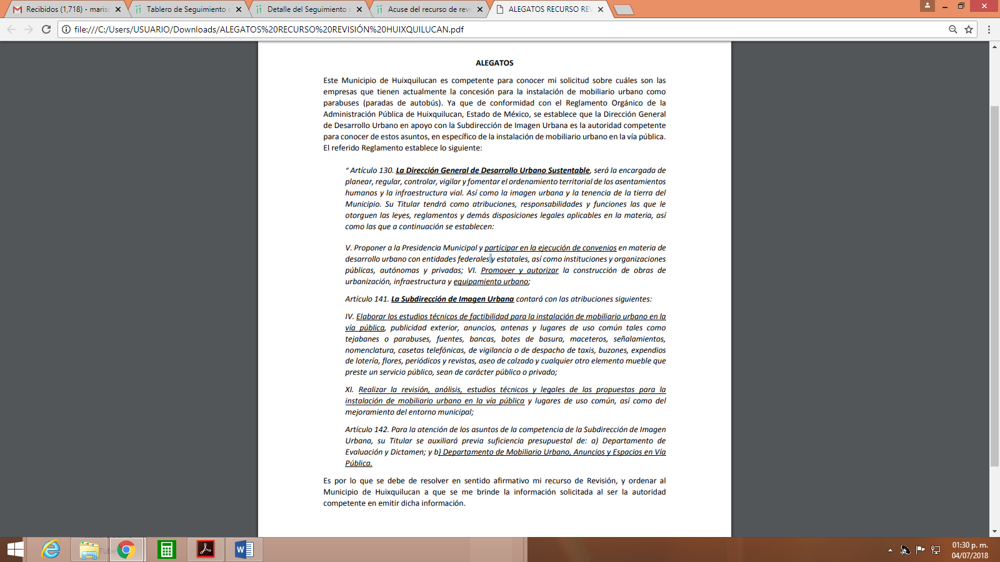 Recibidos (1,718) - maris
Tablero de Seguimiento
Detalle del Seguimiento
Acuse del recurso de rev
ALEGATOS RECURSO REV
file:///C:/Users/USUARIO/Downloads/ALEGATOS%20RECURSO%20REVISIÓN%20HUIXQUILUCAN.pdf
ALEGATOS
Este Municipio de Huixquilucan es competente para conocer mi solicitud sobre cuáles son las
empresas que tienen actualmente la concesión para la instalación de mobiliario urbano como
parabuses (paradas de autobús). Ya que de conformidad con el Reglamento Orgánico de la
Administración Pública de Huixquilucan, Estado de México, se establece que la Dirección General
de Desarrollo Urbano en apoyo con la Subdirección de Imagen Urbana es la autoridad competente
para conocer de estos asuntos, en específico de la instalación de mobiliario urbano en la vía pública.
El referido Reglamento establece lo siguiente:
“ Artículo 130. La Dirección General de Desarrollo Urbano Sustentable, será la encargada de
planear, regular, controlar, vigilar y fomentar el ordenamiento territorial de los asentamientos
humanos y la infraestructura vial. Así como la imagen urbana y la tenencia de la tierra del
Municipio. Su Titular tendrá como atribuciones, responsabilidades y funciones las que le
otorguen las leyes, reglamentos y demás disposiciones legales aplicables en la materia, así
como las que a continuación se establecen:
V. Proponer a la Presidencia Municipal y participar en la ejecución de convenios en materia de
desarrollo urbano con entidades federales y estatales, así como instituciones y organizaciones
públicas, autónomas y privadas; VI. Promover y autorizar la construcción de obras de
urbanización, infraestructura y equipamiento urbano;
Artículo 141. La Subdirección de Imagen Urbana contará con las atribuciones siguientes:
IV. Elaborar los estudios técnicos de factibilidad para la instalación de mobiliario urbano en la
vía pública, publicidad exterior, anuncios, antenas y lugares de uso común tales como
tejabanes o parabuses, fuentes, bancas, botes de basura, maceteros, señalamientos,
nomenclatura, casetas telefónicas, de vigilancia o de despacho de taxis, buzones, expendios
de lotería, flores, periódicos y revistas, aseo de calzado y cualquier otro elemento mueble que
preste un servicio público, sean de carácter público o privado;
XI. Realizar la revisión, análisis, estudios técnicos y legales de las propuestas para la
instalación de mobiliario urbano en la vía pública y lugares de uso común, así como del
mejoramiento del entorno municipal;
Artículo 142. Para la atención de los asuntos de la competencia de la Subdirección de Imagen
Urbana, su Titular se auxiliará previa suficiencia presupuestal de: a) Departamento de
Evaluación y Dictamen; y b) Departamento de Mobiliario Urbano, Anuncios y Espacios en Vía
Pública.
Es por lo que se debe de resolver en sentido afirmativo mi recurso de Revisión, y ordenar al
Municipio de Huixquilucan a que se me brinde la información solicitada al ser la autoridad
competente en emitir dicha información.
01:30 p. m.
04/07/2018